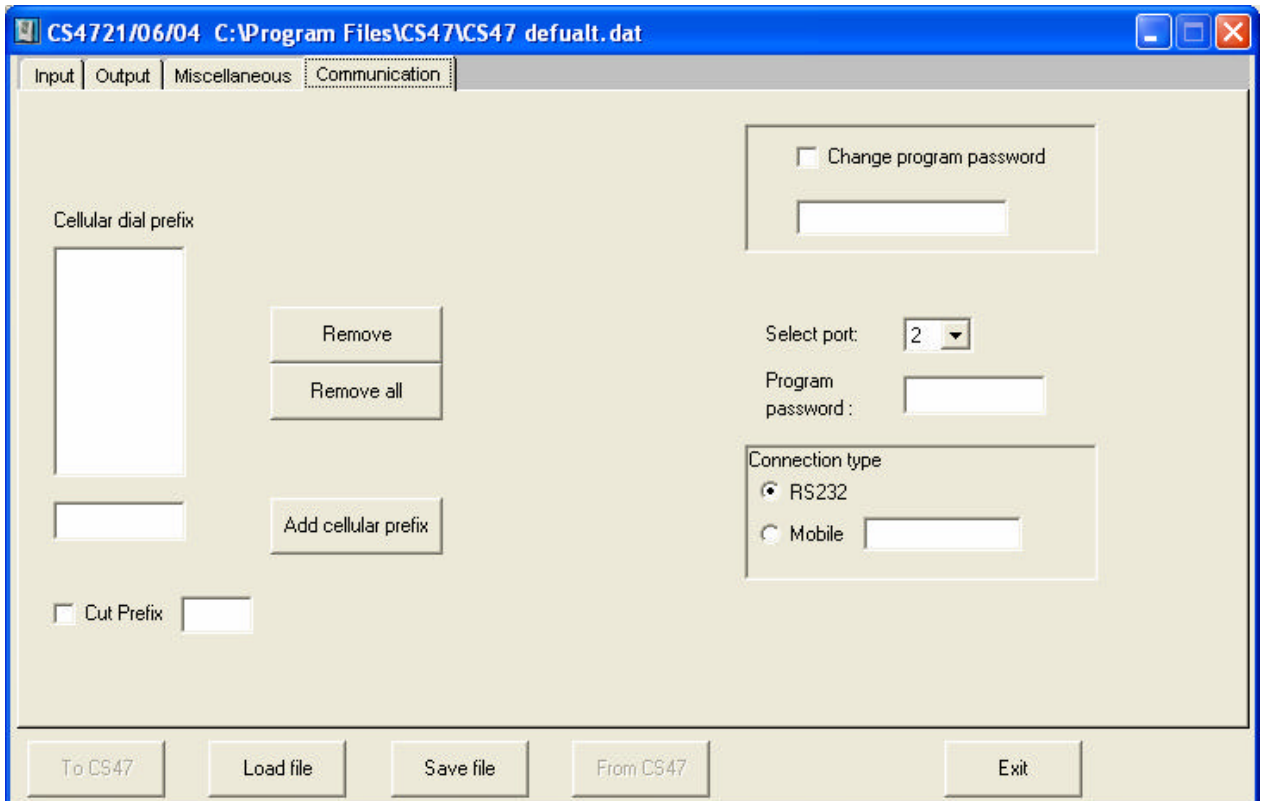 CS4721/06/04 C:\Program Files\CS47\CS47 defualt.dat
Input Output Miscellaneous Communication
Change program password
Cellular dial prefix
Remove
Remove all
Select port: 2
Program
password :
Connection type
RS232
Mobile
Add cellular prefix
Cut Prefix
To CS47 Load file Save file From CS47 Exit